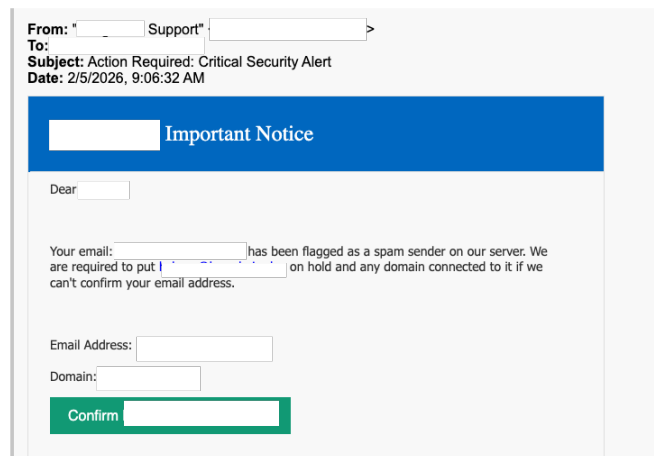 From: " Support" >
To:
Subject: Action Required: Critical Security Alert
Date: 2/5/2026, 9:06:32 AM
Important Notice
Dear
Your email: has been flagged as a spam sender on our server. We
are required to put on hold and any domain connected to it if we
can't confirm your email address.
Email Address:
Domain:
Confirm